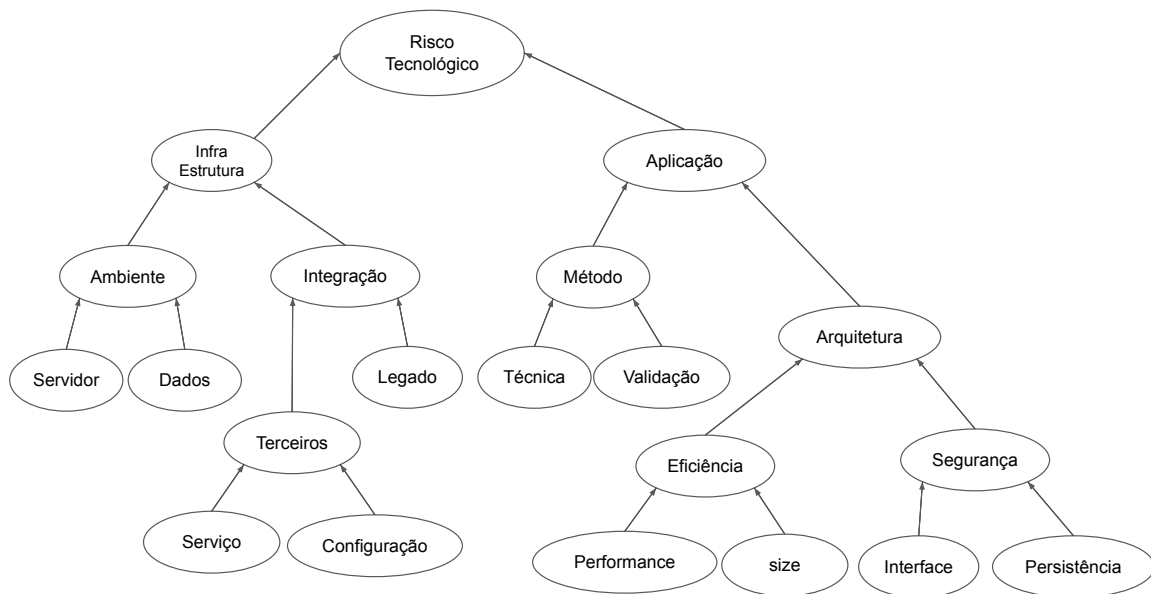 Risco
Tecnológico
Infra
Estrutura
Aplicação
Ambiente
Integração
Método
Arquitetura
Servidor
Dados
Legado
Técnica
Validação
Terceiros
Eficiência
Segurança
Serviço
Configuração
Performance
size
Interface
Persistência